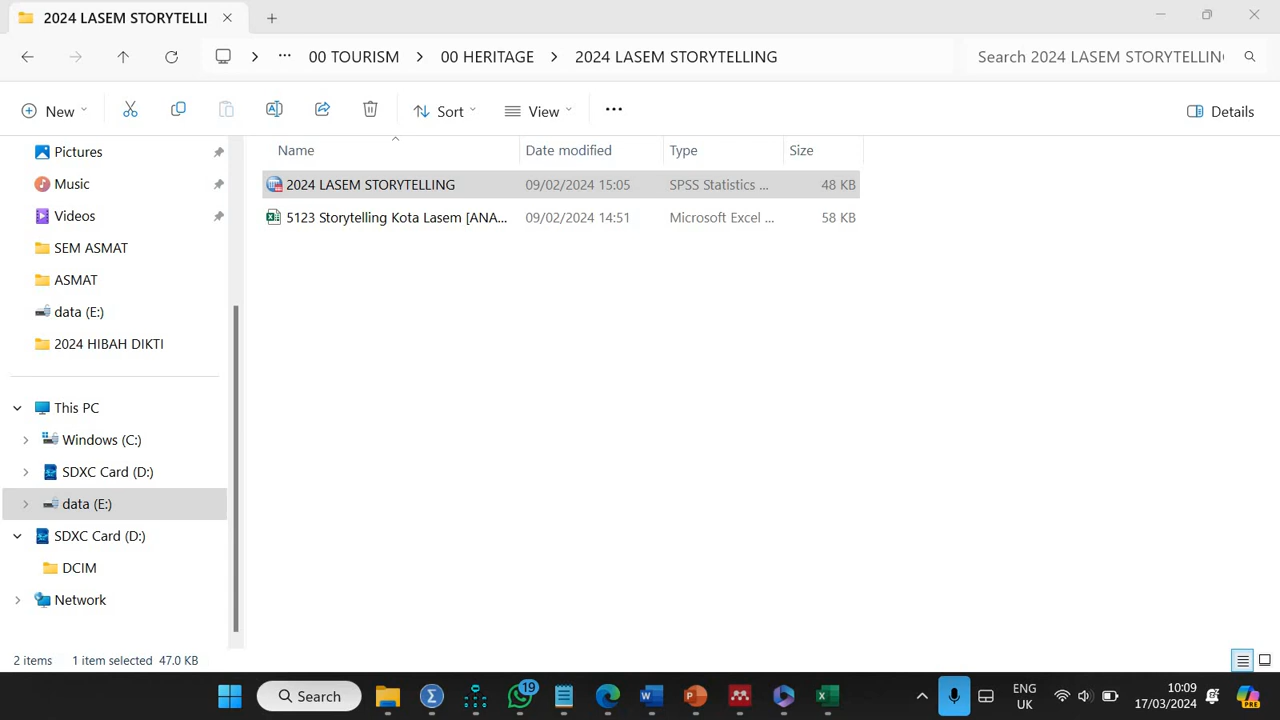 2024 LASEM STORYTELLI
00 TOURISM 00 HERITAGE 2024 LASEM STORYTELLING
Search 2024 LASEM STORYTELLIN
New Sort View Details
Name Date modified Type Size
2024 LASEM STORYTELLING 09/02/2024 15:05 SPSS Statistics ... 48 KB
5123 Storytelling Kota Lasem [ANA... 09/02/2024 14:51 Microsoft Excel ... 58 KB
Pictures
Music
Videos
SEM ASMAT
ASMAT
data (E:)
2024 HIBAH DIKTI
This PC
Windows (C:)
SDXC Card (D:)
data (E:)
SDXC Card (D:)
DCIM
Network
2 items 1 item selected 47.0 KB
Search
19
ENG
UK
10:09
17/03/2024
PRE